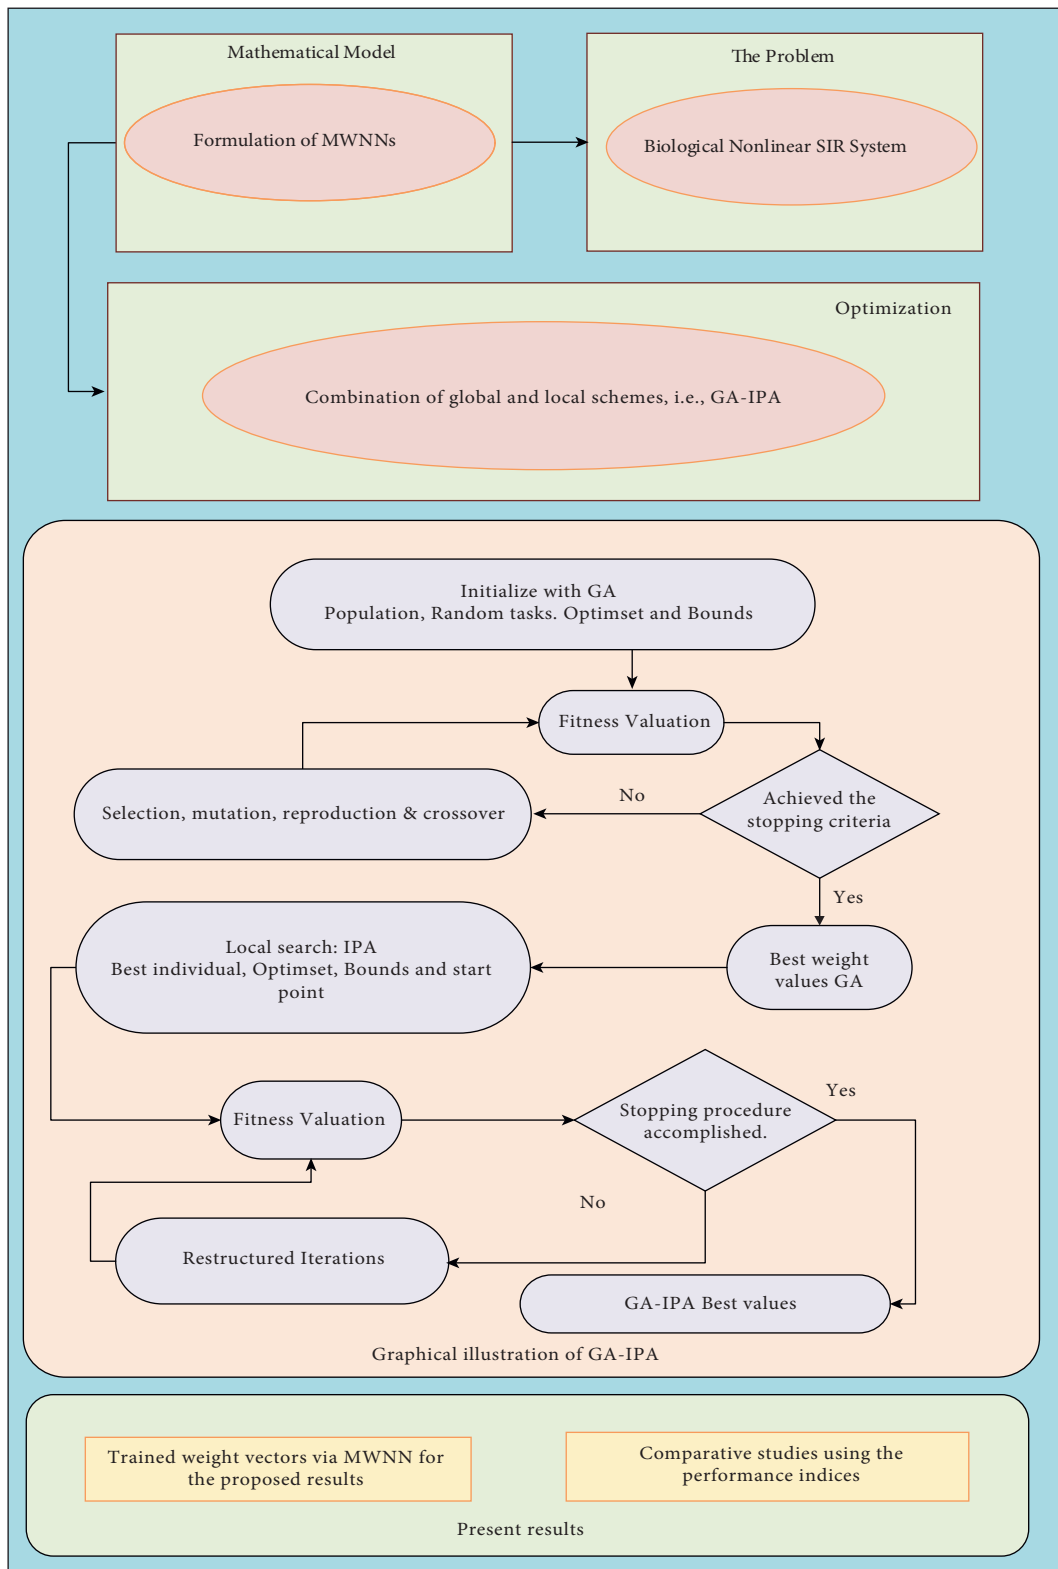 Mathematical Model
Formulation of MWNNs
The Problem
Biological Nonlinear SIR System
Optimization
Combination of global and local schemes, i.e., GA-IPA
Initialize with GA
Population, Random tasks. Optimset and Bounds
Fitness Valuation
Achieved the
stopping criteria
No
Selection, mutation, reproduction & crossover
Yes
Best weight
values GA
Local search: IPA
Best individual, Optimset, Bounds and start
point
Fitness Valuation
Stopping procedure
accomplished.
Yes
No
Restructured Iterations
GA-IPA Best values
Graphical illustration of GA-IPA
Trained weight vectors via MWNN for
the proposed results
Comparative studies using the
performance indices
Present results